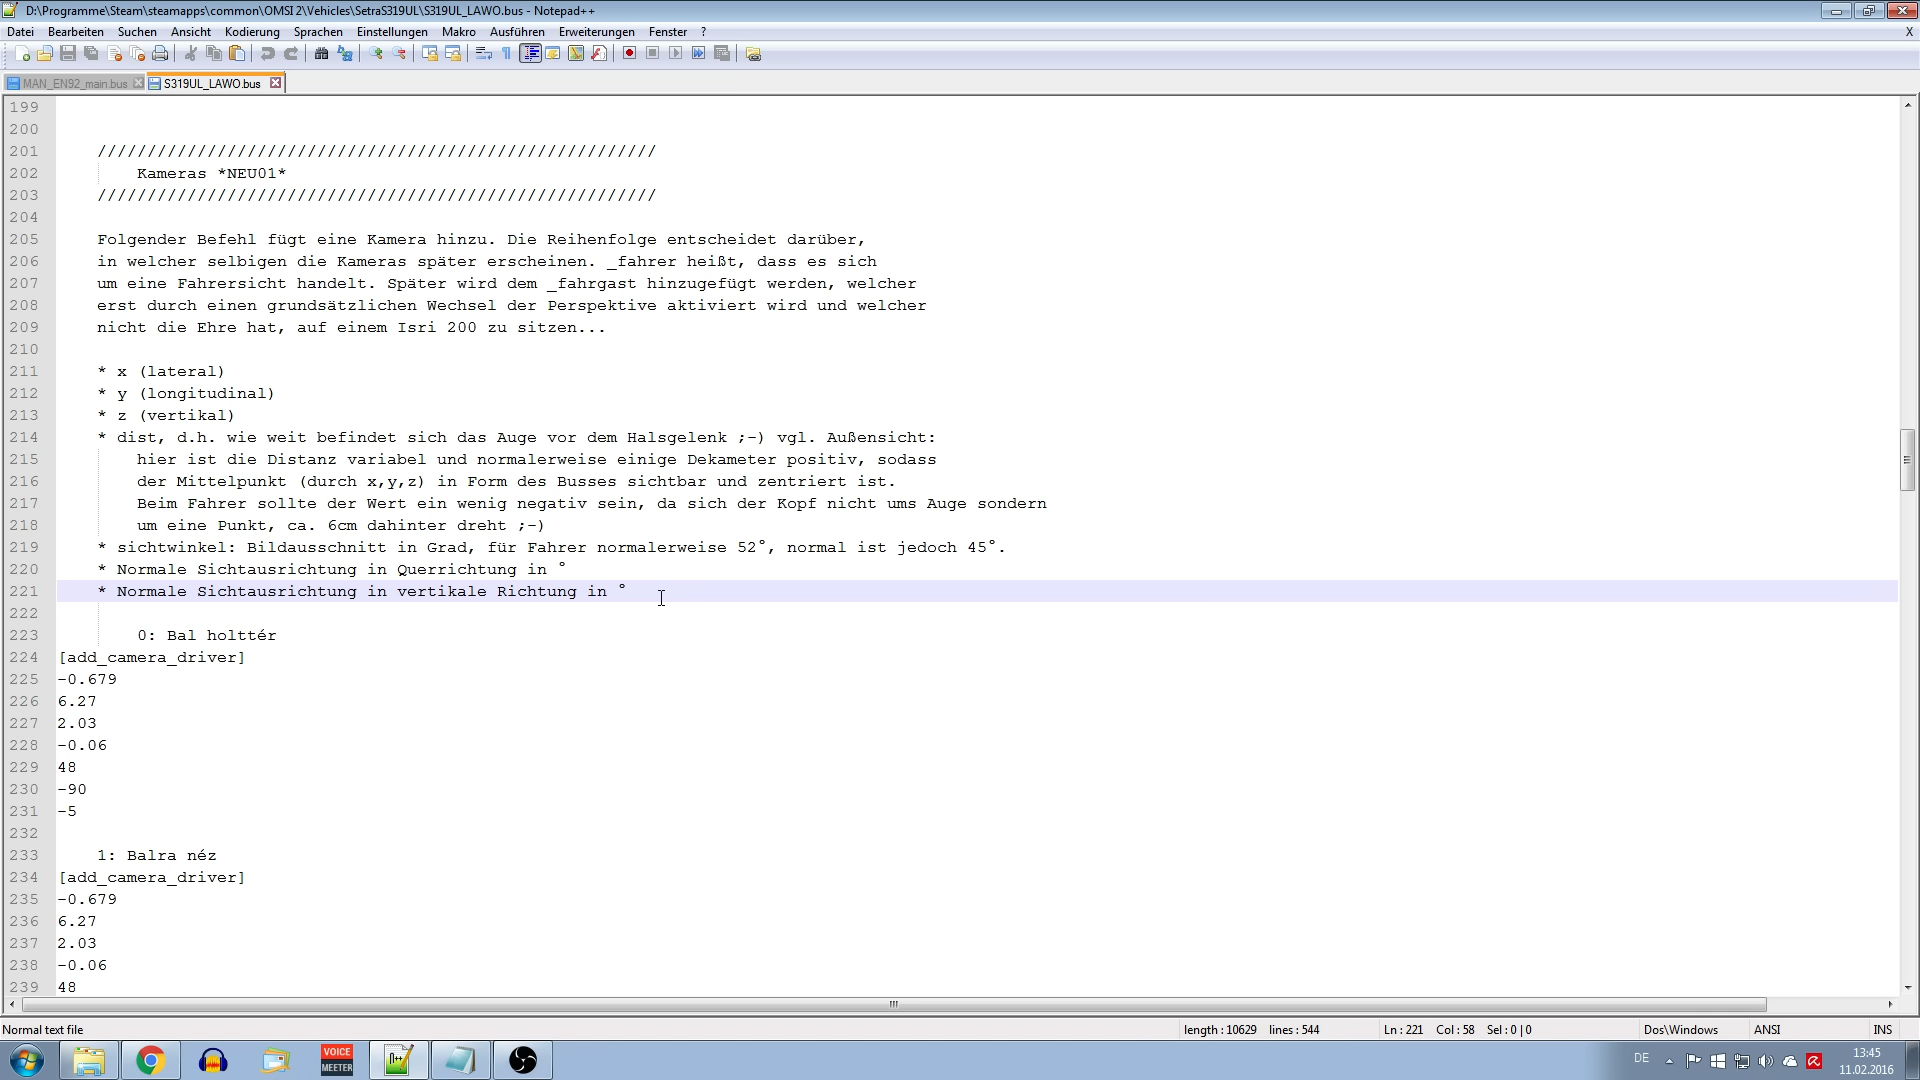 D:\Programme\Steam\steamapps\common\OMSI 2\Vehicles\SetraS319UL\S319UL_LAWO.bus - Notepad++
Datei Bearbeiten Suchen Ansicht Kodierung Sprachen Einstellungen Makro Ausführen Erweiterungen Fenster ? X
MAN_EN92_main.bus S319UL_LAWO.bus
199
200
201 ////////////////////////////////////////////////////////
202 Kameras *NEU01*
203 ////////////////////////////////////////////////////////
204
205 Folgender Befehl fügt eine Kamera hinzu. Die Reihenfolge entscheidet darüber,
206 in welcher selbigen die Kameras später erscheinen. _fahrer heißt, dass es sich
207 um eine Fahrersicht handelt. Später wird dem _fahrgast hinzugefügt werden, welcher
208 erst durch einen grundsätzlichen Wechsel der Perspektive aktiviert wird und welcher
209 nicht die Ehre hat, auf einem Isri 200 zu sitzen...
210
211 * x (lateral)
212 * y (longitudinal)
213 * z (vertikal)
214 * dist, d.h. wie weit befindet sich das Auge vor dem Halsgelenk ;-) vgl. Außensicht:
215 hier ist die Distanz variabel und normalerweise einige Dekameter positiv, sodass
216 der Mittelpunkt (durch x,y,z) in Form des Busses sichtbar und zentriert ist.
217 Beim Fahrer sollte der Wert ein wenig negativ sein, da sich der Kopf nicht ums Auge sondern
218 um eine Punkt, ca. 6cm dahinter dreht ;-)
219 * sichtwinkel: Bildausschnitt in Grad, für Fahrer normalerweise 52°, normal ist jedoch 45°.
220 * Normale Sichtausrichtung in Querrichtung in °
221 * Normale Sichtausrichtung in vertikale Richtung in °
222
223 0: Bal holttér
224 [add_camera_driver]
225 -0.679
226 6.27
227 2.03
228 -0.06
229 48
230 -90
231 -5
232
233 1: Balra néz
234 [add_camera_driver]
235 -0.679
236 6.27
237 2.03
238 -0.06
239 48
Normal text file length : 10629 lines : 544 Ln : 221 Col : 58 Sel : 0 | 0 Dos\Windows ANSI INS
VOICE
MEETER
DE 13:45
11.02.2016